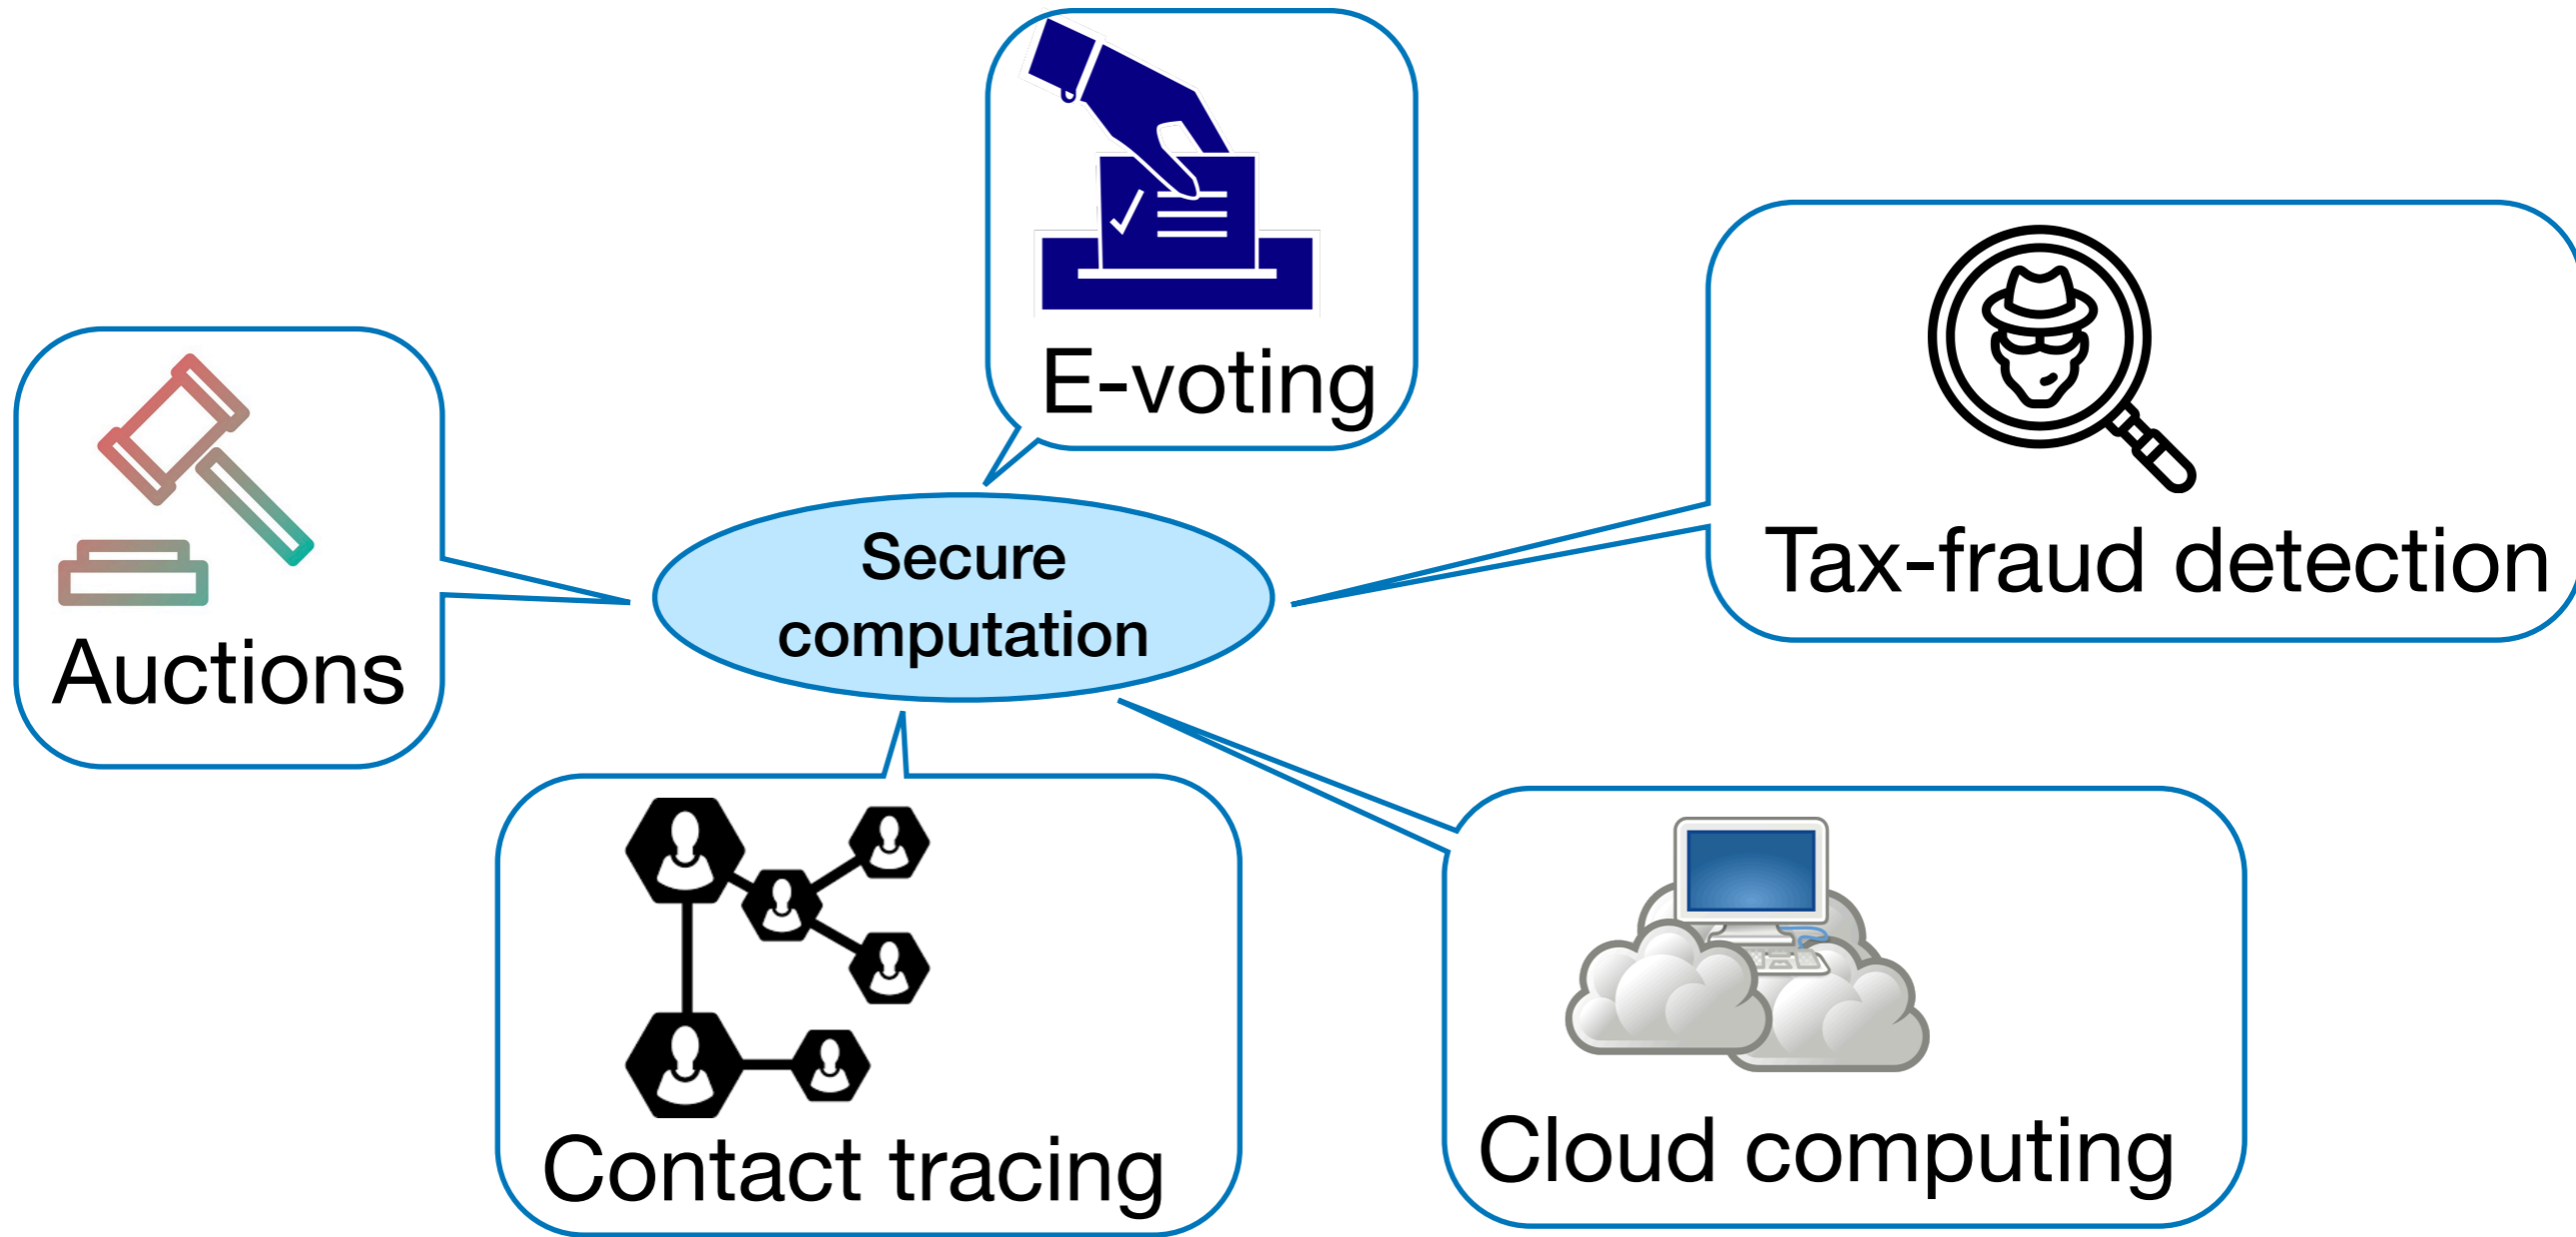 E-voting
Tax-fraud detection
Auctions
Secure
computation
Contact tracing
Cloud computing